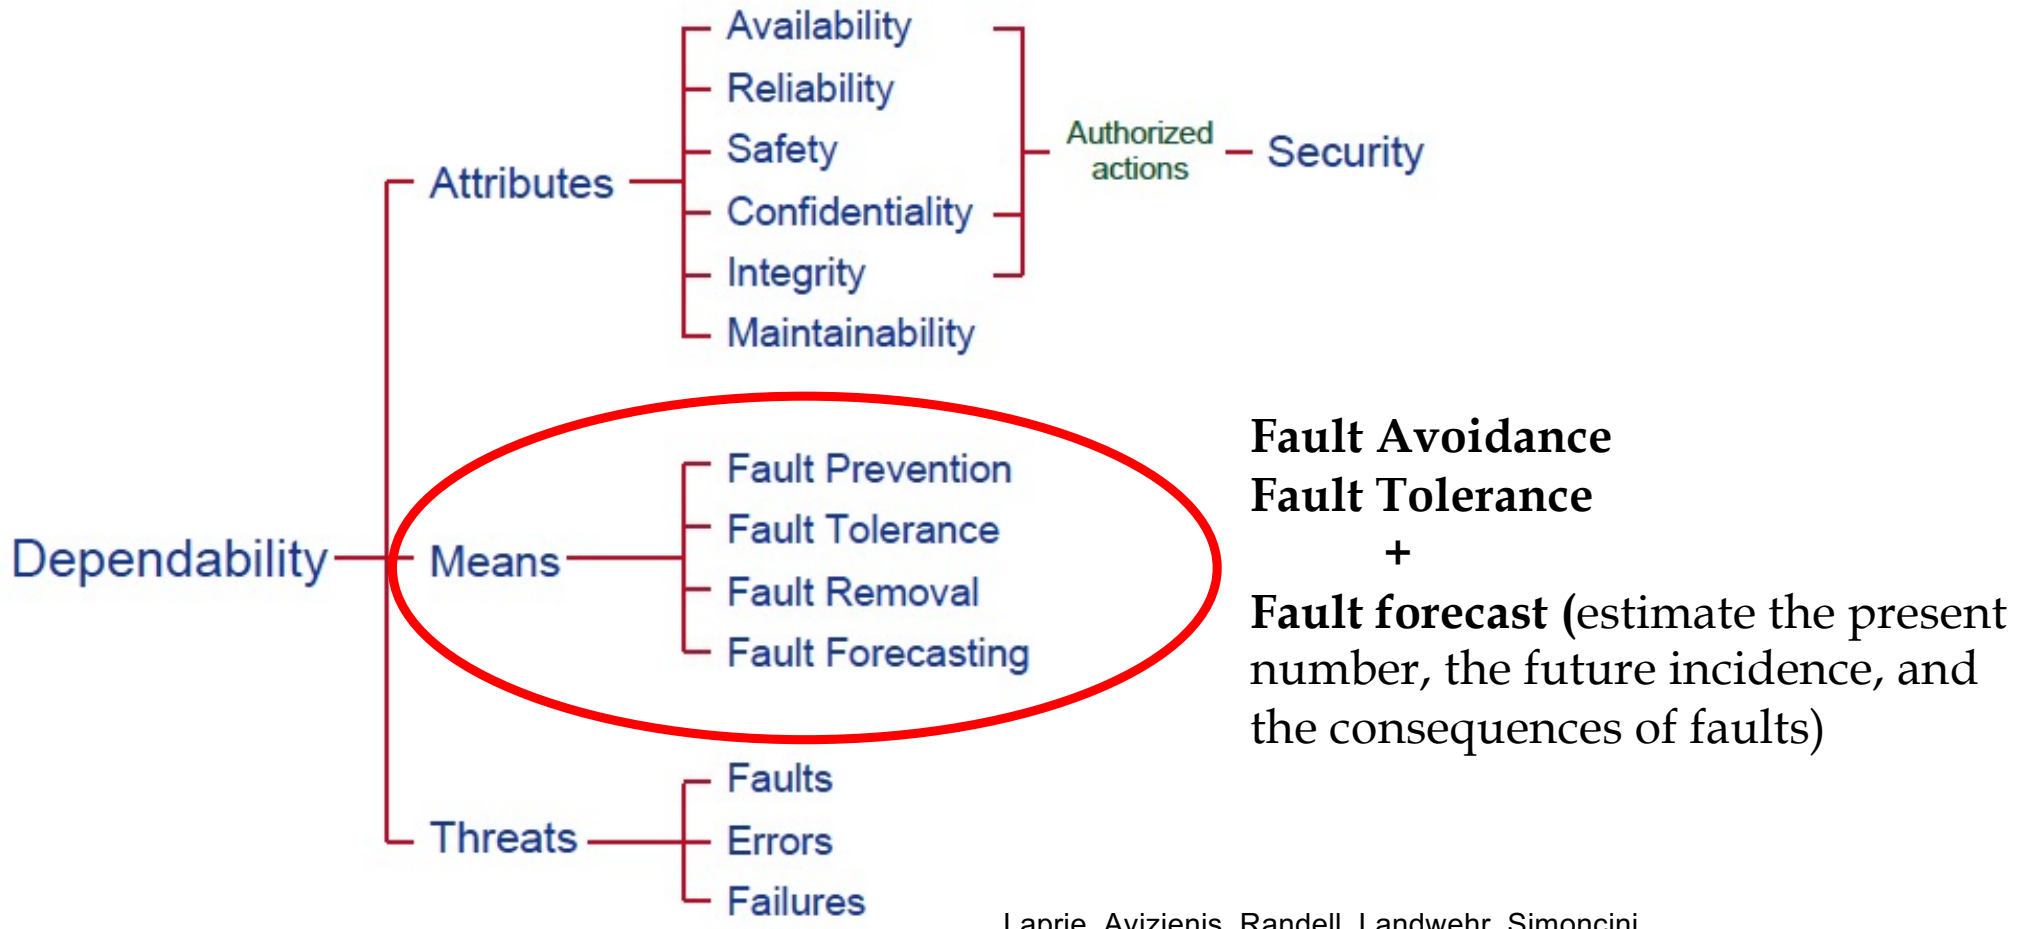 Availability
Reliability
Safety
Confidentiality
Integrity
Maintainability
Authorized
actions
Security
Attributes
Dependability
Means
Fault Prevention
Fault Tolerance
Fault Removal
Fault Forecasting
Fault Avoidance
Fault Tolerance
+
Fault forecast (estimate the present
number, the future incidence, and
the consequences of faults)
Threats
Faults
Errors
Failures
Laprie, Avizienis, Randell, Landwehr, Simoncini